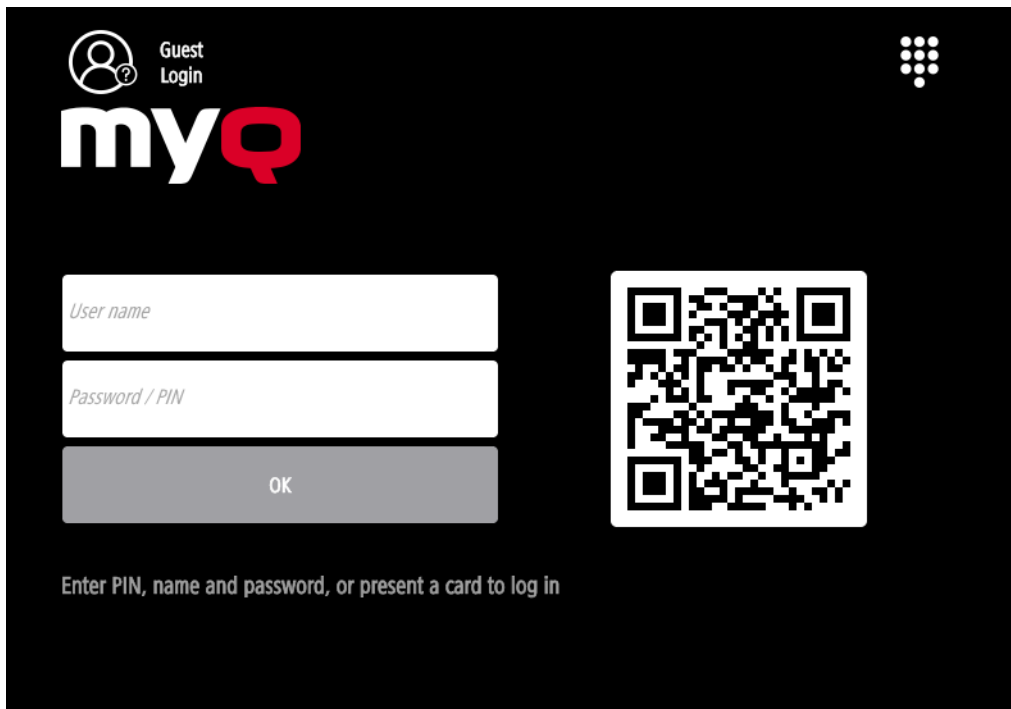 Guest
Login
myQ
User name
Password / PIN
OK
Enter PIN, name and password, or present a card to log in